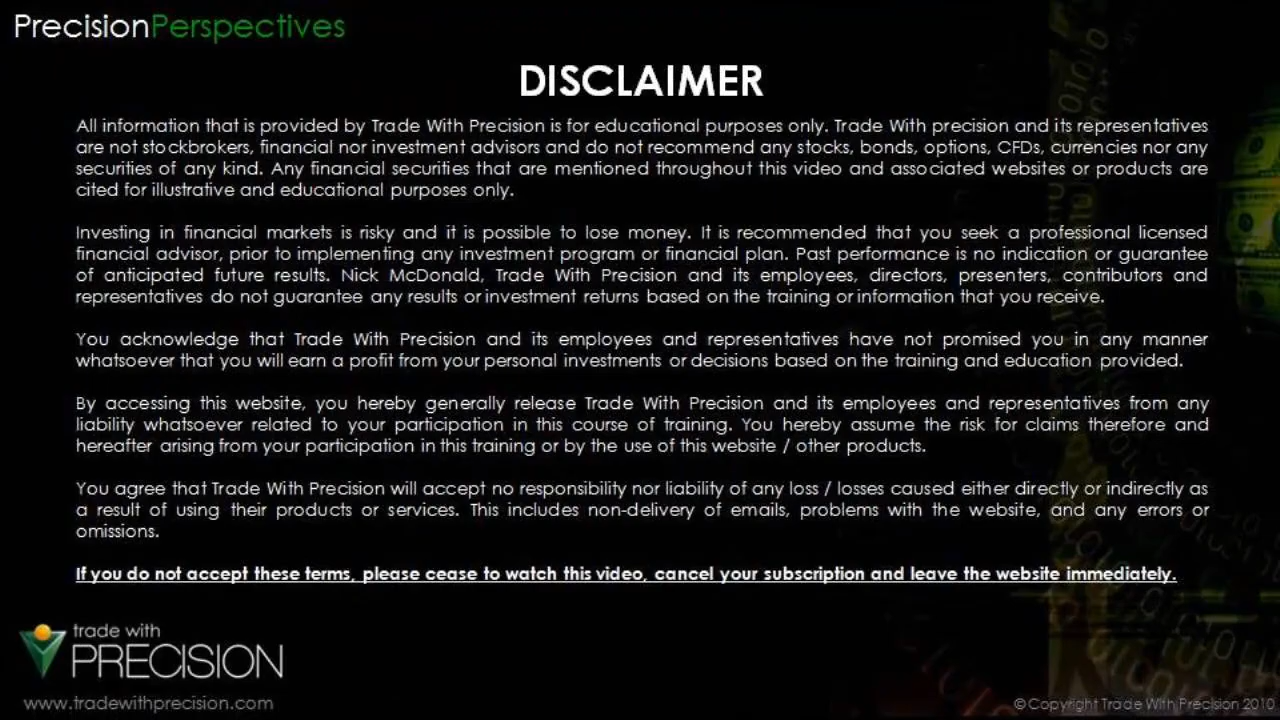 PrecisionPerspectives
DISCLAIMER
All information that is provided by Trade With Precision is for educational purposes only. Trade With precision and its representatives
are not stockbrokers, financial nor investment advisors and do not recommend any stocks, bonds, options, CFDs, currencies nor any
securities of any kind. Any financial securities that are mentioned throughout this video and associated websites or products are
cited for illustrative and educational purposes only.
Investing in financial markets is risky and it is possible to lose money. It is recommended that you seek a professional licensed
financial advisor, prior to implementing any investment program or financial plan. Past performance is no indication or guarantee
of anticipated future results. Nick McDonald, Trade With Precision and its employees, directors, presenters, contributors and
representatives do not guarantee any results or investment returns based on the training or information that you receive.
You acknowledge that Trade With Precision and its employees and representatives have not promised you in any manner
whatsoever that you will earn a profit from your personal investments or decisions based on the training and education provided.
By accessing this website, you hereby generally release Trade With Precision and its employees and representatives from any
liability whatsoever related to your participation in this course of training. You hereby assume the risk for claims therefore and
hereafter arising from your participation in this training or by the use of this website / other products.
You agree that Trade With Precision will accept no responsibility nor liability of any loss / losses caused either directly or indirectly as
a result of using their products or services. This includes non-delivery of emails, problems with the website, and any errors or
omissions.
If you do not accept these terms, please cease to watch this video, cancel your subscription and leave the website immediately.
trade with
PRECISION
www.tradewithprecision.com
©Copyright Trade With Precision 2010